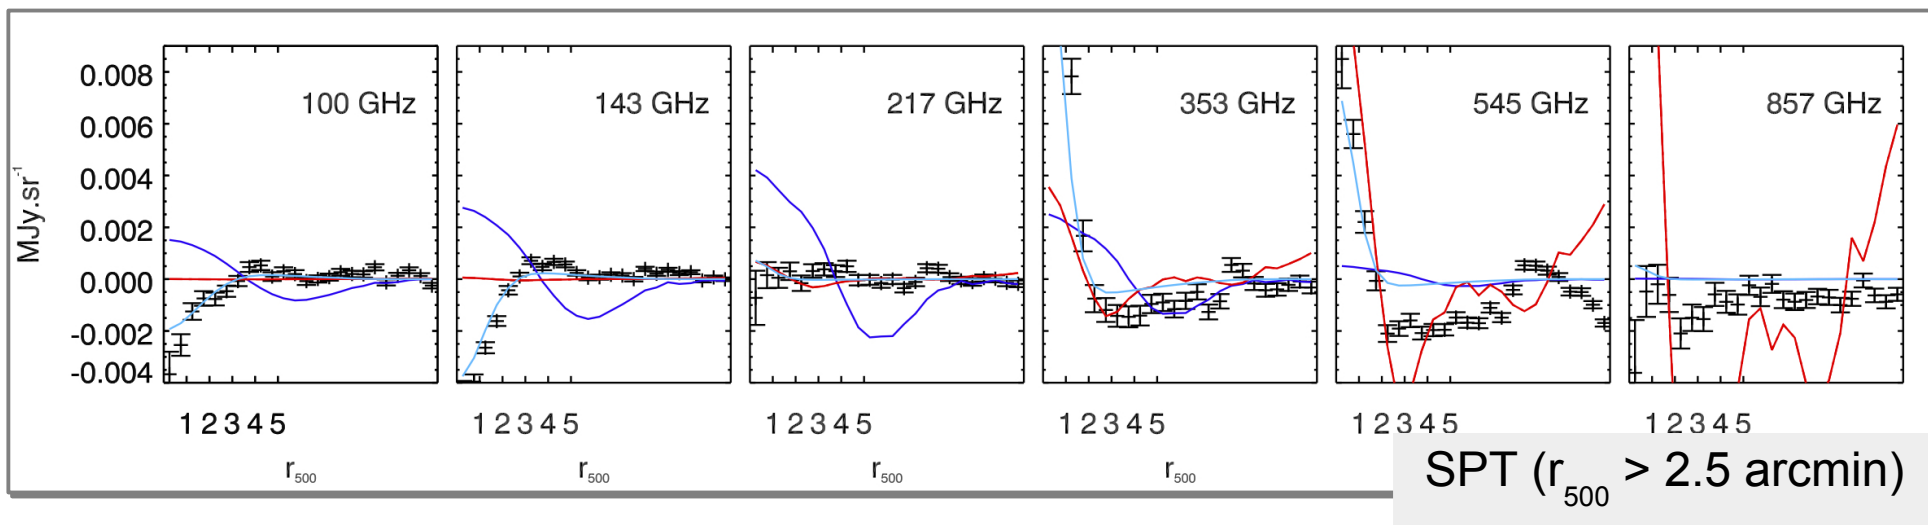 100 GHz 143 GHz 217 GHz 353 GHz 545 GHz 857 GHz
0.008
0.006
0.004
0.002
0.000
-0.002
-0.004
MJy.sr⁻¹
1 2 3 4 5 1 2 3 4 5 1 2 3 4 5 1 2 3 4 5 1 2 3 4 5 1 2 3 4 5
r₅₀₀ r₅₀₀ r₅₀₀ r₅₀₀
SPT (r₅₀₀ > 2.5 arcmin)